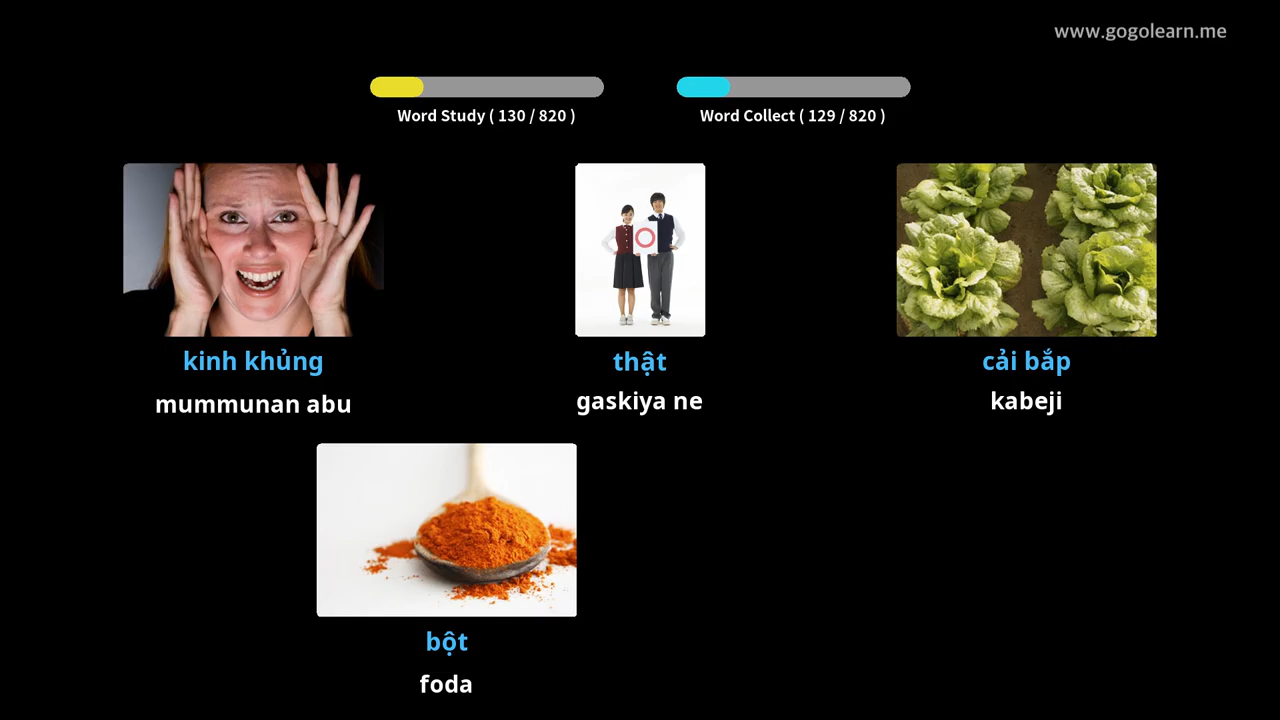 www.gogolearn.me
Word Study ( 130 / 820 )
Word Collect ( 129 / 820 )
kinh khủng
mummunan abu
thật
gaskiya ne
cải bắp
kabeji
bột
foda